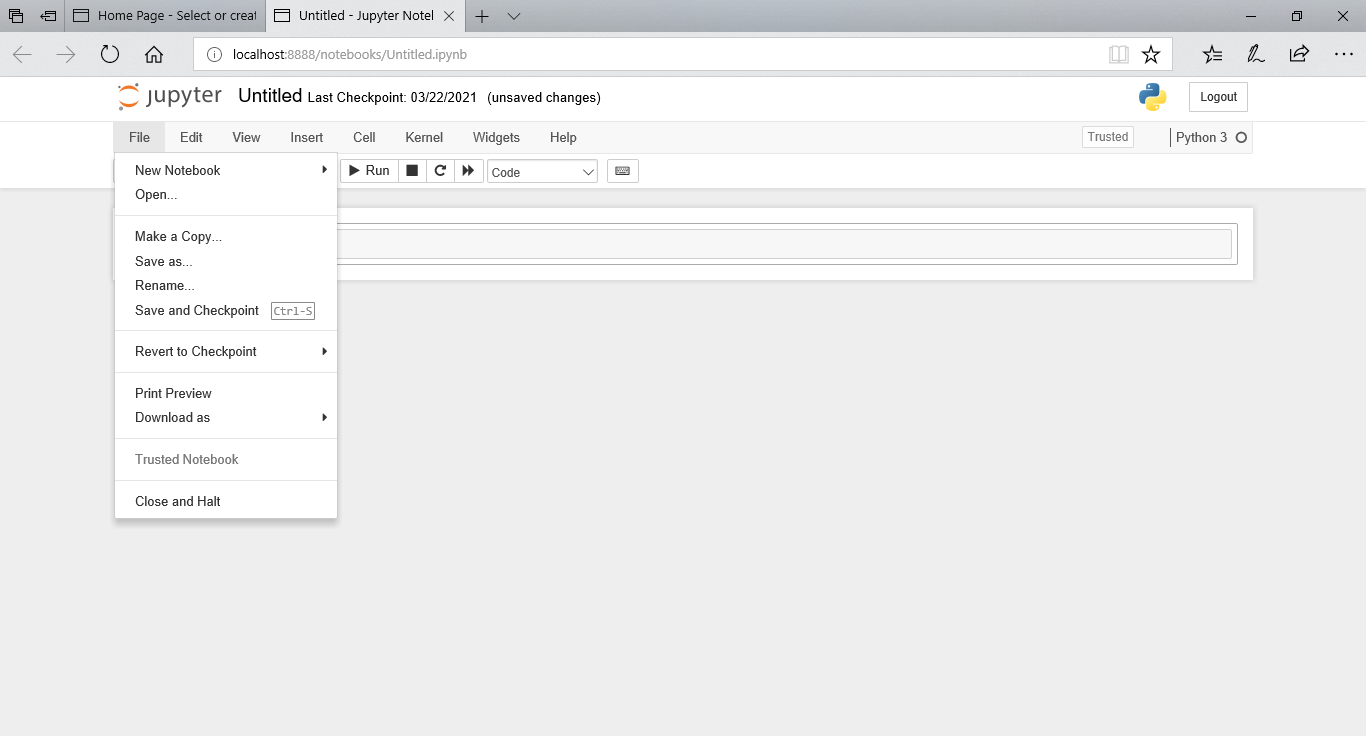 Home Page - Select or creat
Untitled - Jupyter Notel
localhost:8888/notebooks/Untitled.ipynb
jupyter Untitled Last Checkpoint: 03/22/2021 (unsaved changes)
Logout
File Edit View Insert Cell Kernel Widgets Help
Trusted
Python 3
New Notebook
Open...
Make a Copy...
Save as...
Rename...
Save and Checkpoint Ctrl-S
Revert to Checkpoint
Print Preview
Download as
Trusted Notebook
Close and Halt
Run
Code